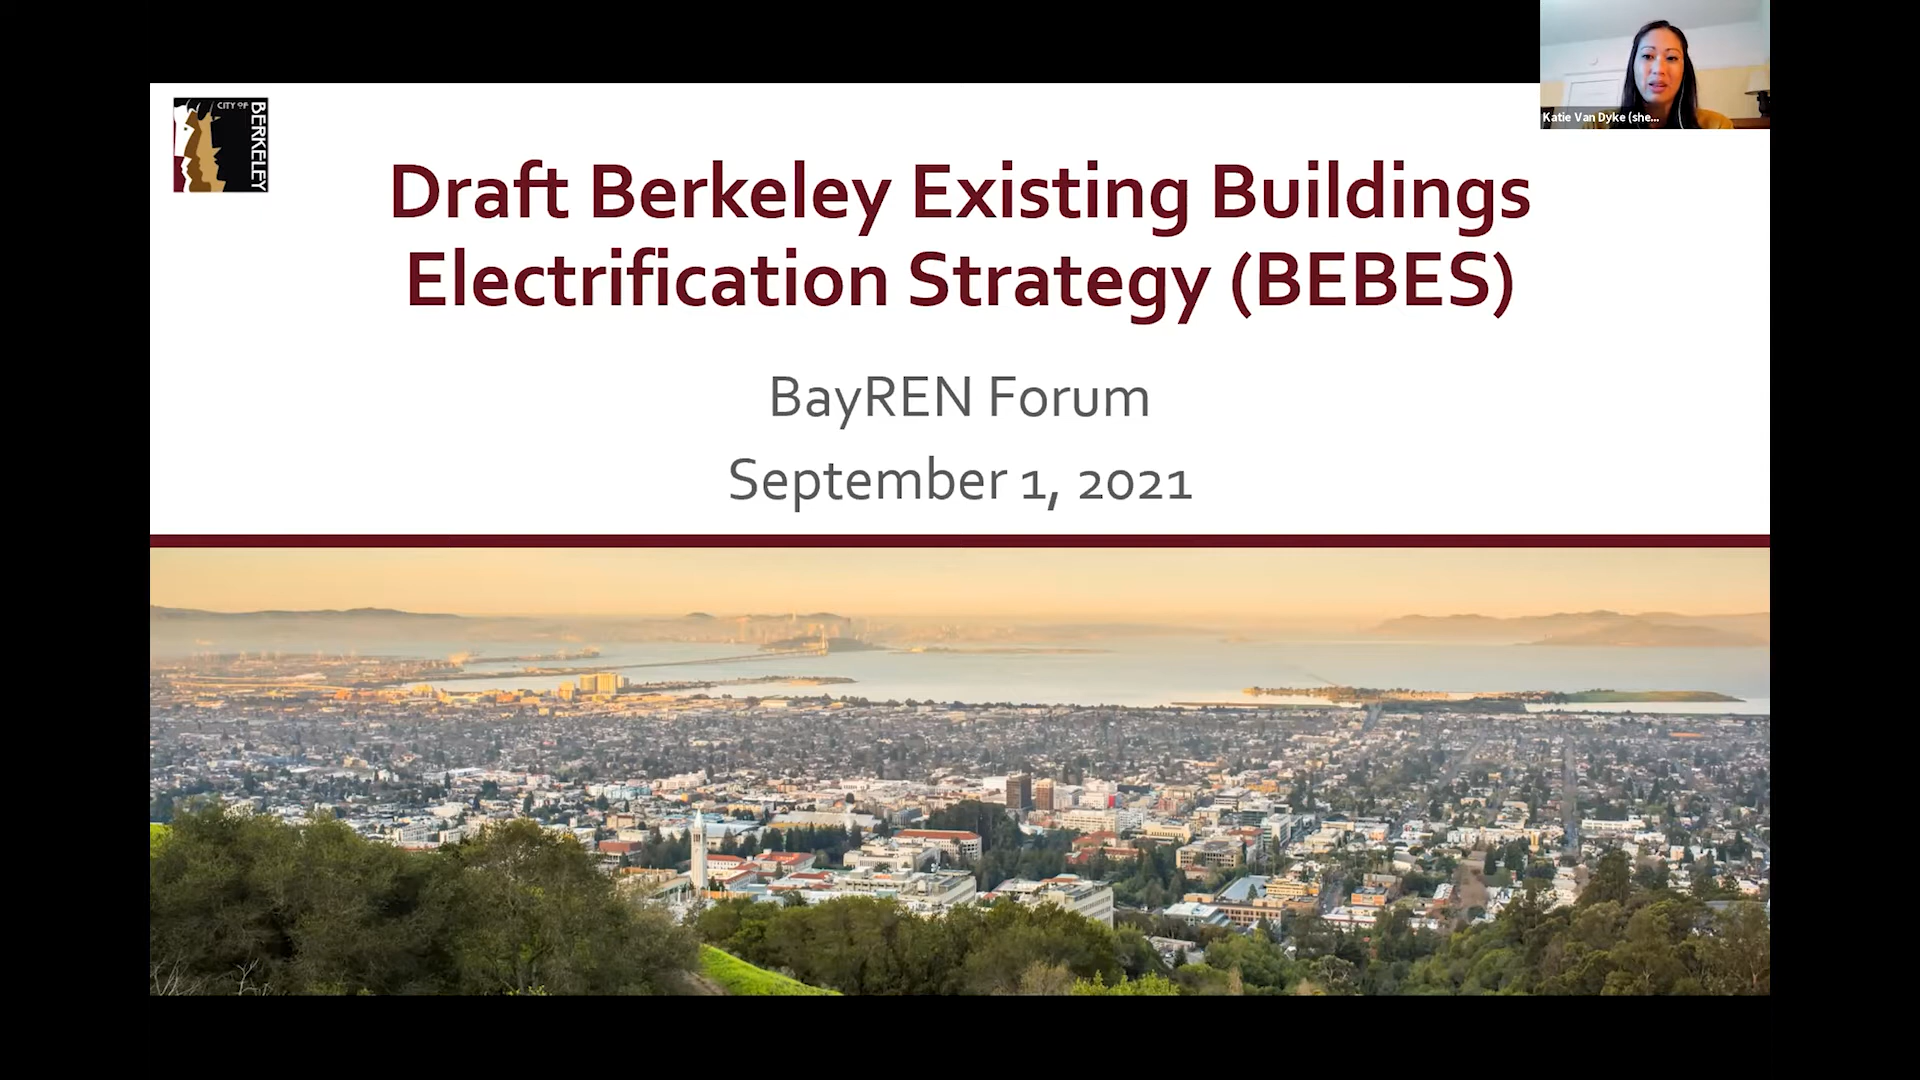 CITY OF
BERKELEY
Katie Van Dyke (she...
Draft Berkeley Existing Buildings
Electrification Strategy (BEBES)
BayREN Forum
September 1, 2021